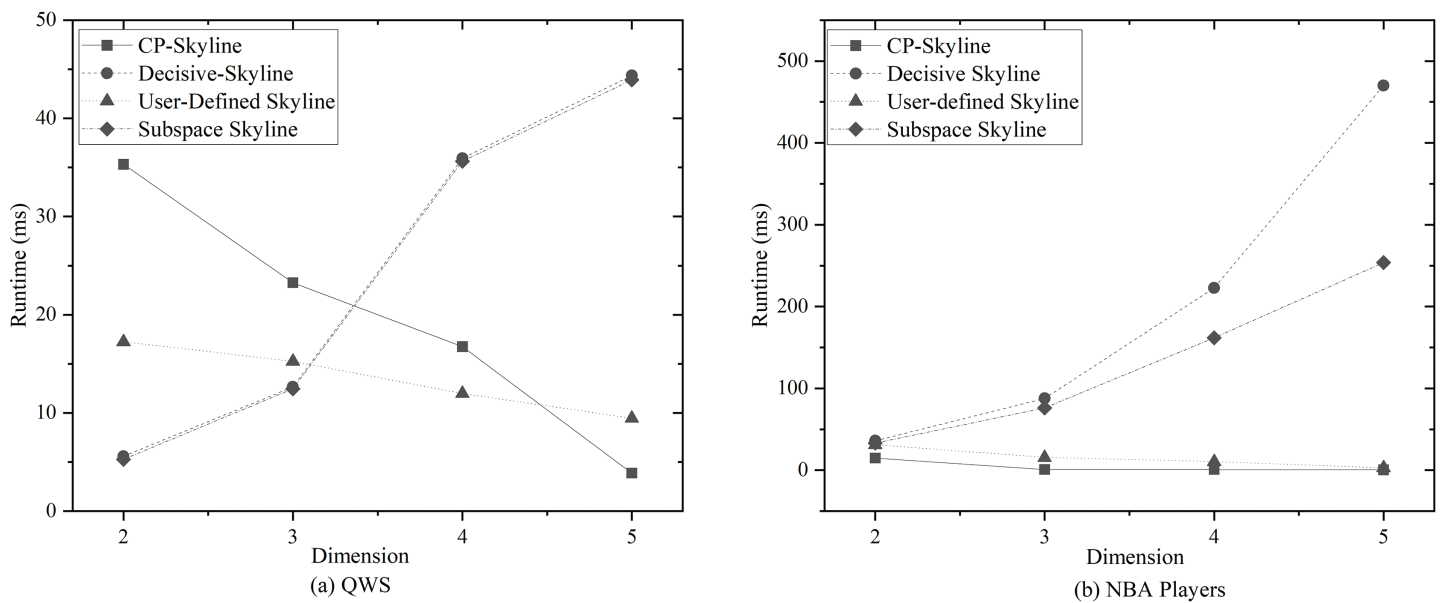 50
40
30
20
10
0
Runtime (ms)
CP-Skyline
Decisive-Skyline
User-Defined Skyline
Subspace Skyline
2 3 4 5
Dimension
(a) QWS
500
400
300
200
100
0
Runtime (ms)
CP-Skyline
Decisive Skyline
User-defined Skyline
Subspace Skyline
2 3 4 5
Dimension
(b) NBA Players